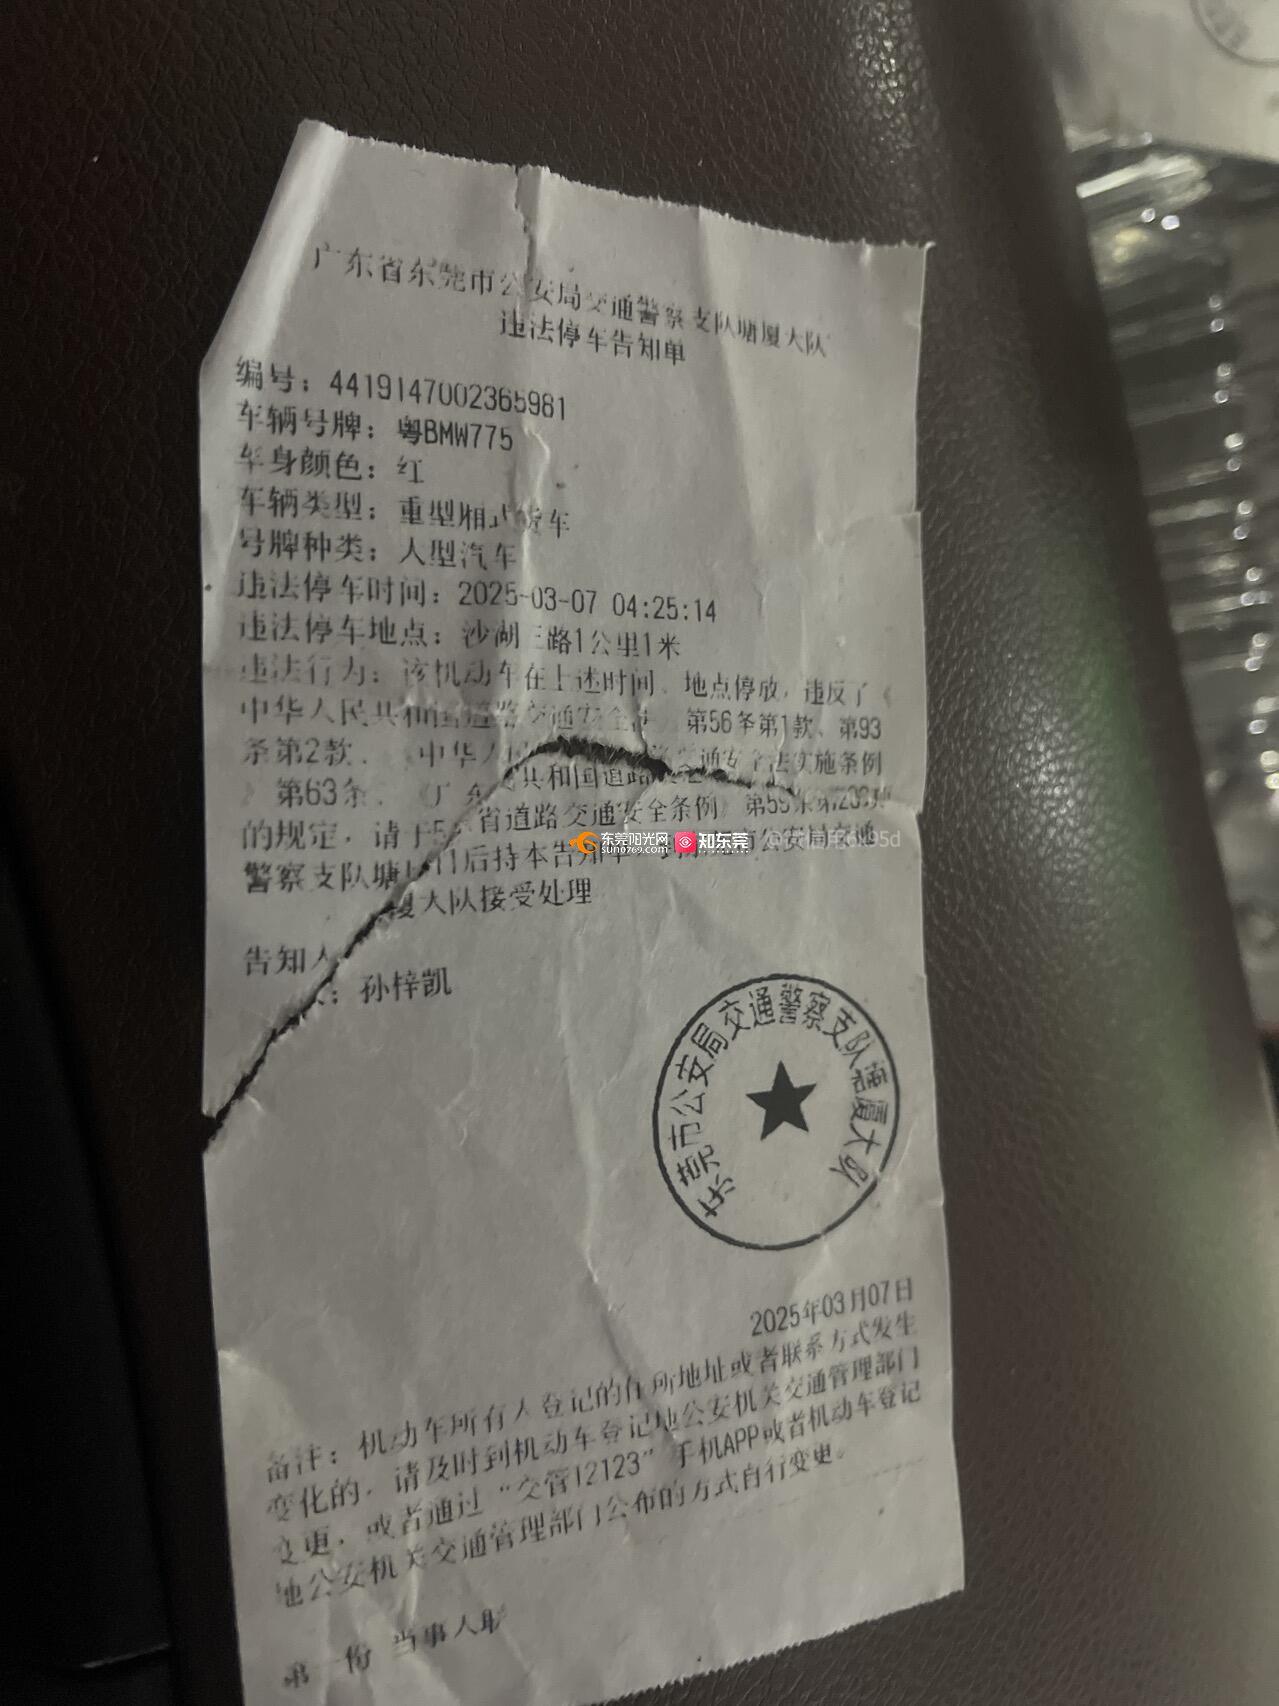 广东省东莞市公安局交通警察支队塘厦大队
违法停车告知单
编号：4419147002365981
车辆号牌：粤BMW775
车身颜色：红
车辆类型：重型厢式货车
号牌种类：大型汽车
违法停车时间：2025-03-07 04:25:14
违法停车地点：沙湖三路1公里1米
违法行为：该机动车在上述时间、地点停放，违反了《
中华人民共和国道路交通安全法》第56条第1款、第93
条第2款、《中华人民共和国道路交通安全法实施条例
》第63条、《广东省道路交通安全条例》第59条第
的规定，请于 后持本告知单 市公安局交通
警察支队塘厦大队接受处理
告知人：孙梓凯
东莞市公安局交通警察支队塘厦大队
2025年03月07日
备注：机动车所有人登记的住所地址或者联系方式发生
变化的，请及时到机动车登记地公安机关交通管理部门
变更，或者通过“交管12123”手机APP或者机动车登记
地公安机关交通管理部门公布的方式自行变更。
第一份 当事人联
东莞阳光网
sun0769.com
知东莞